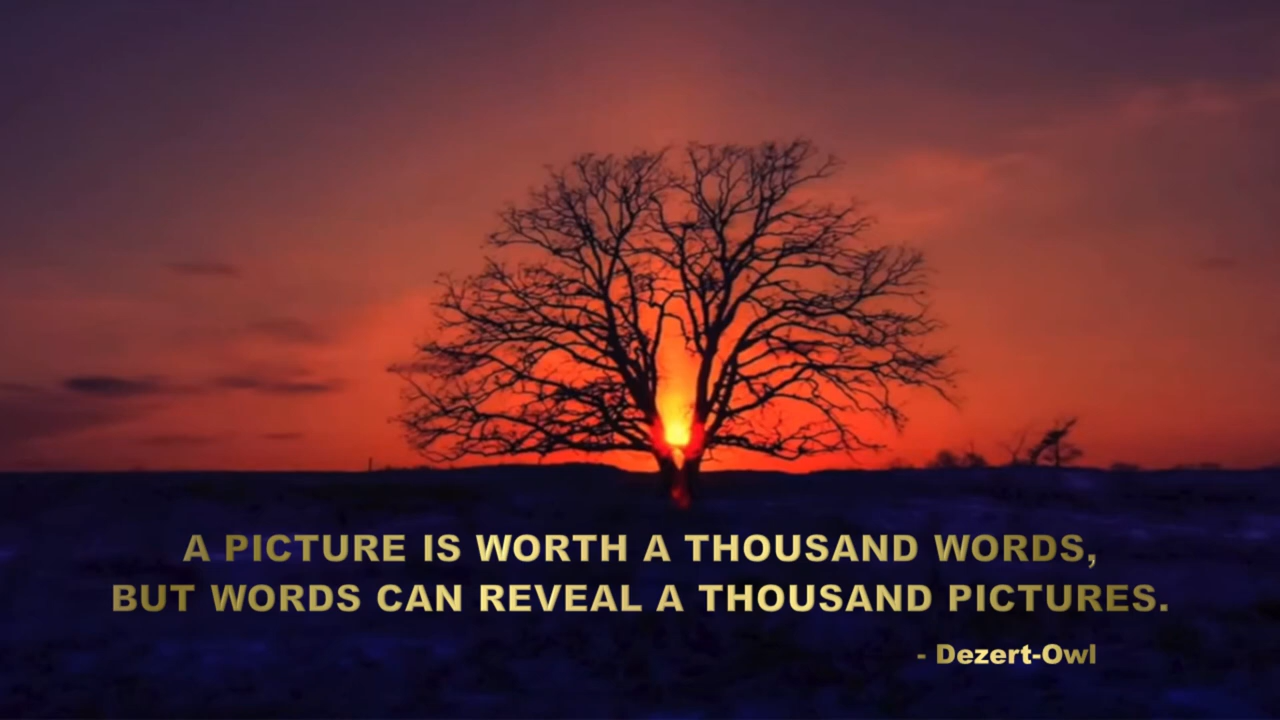 A PICTURE IS WORTH A THOUSAND WORDS,
BUT WORDS CAN REVEAL A THOUSAND PICTURES.
- Dezert-Owl